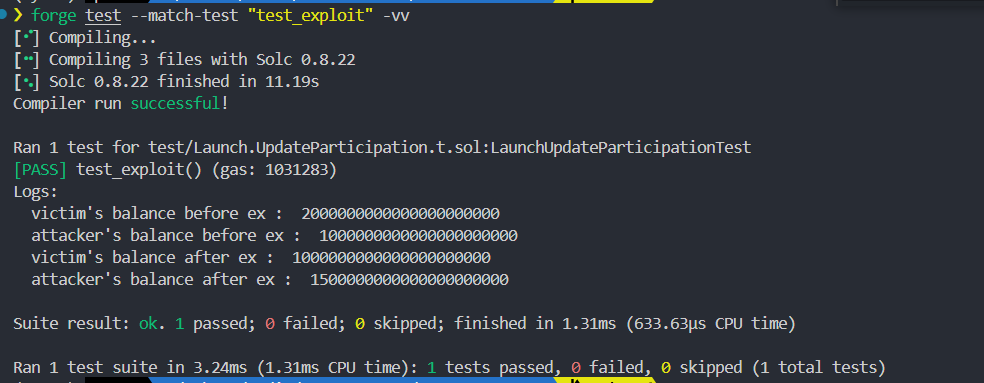 ❯ forge test --match-test "test_exploit" -vv
[⠊] Compiling...
[⠒] Compiling 3 files with Solc 0.8.22
[⠢] Solc 0.8.22 finished in 11.19s
Compiler run successful!
Ran 1 test for test/Launch.UpdateParticipation.t.sol:LaunchUpdateParticipationTest
[PASS] test_exploit() (gas: 1031283)
Logs:
victim's balance before ex :  2000000000000000000000
attacker's balance before ex :  1000000000000000000000
victim's balance after ex :  1000000000000000000000
attacker's balance after ex :  1500000000000000000000
Suite result: ok. 1 passed; 0 failed; 0 skipped; finished in 1.31ms (633.63µs CPU time)
Ran 1 test suite in 3.24ms (1.31ms CPU time): 1 tests passed, 0 failed, 0 skipped (1 total tests)